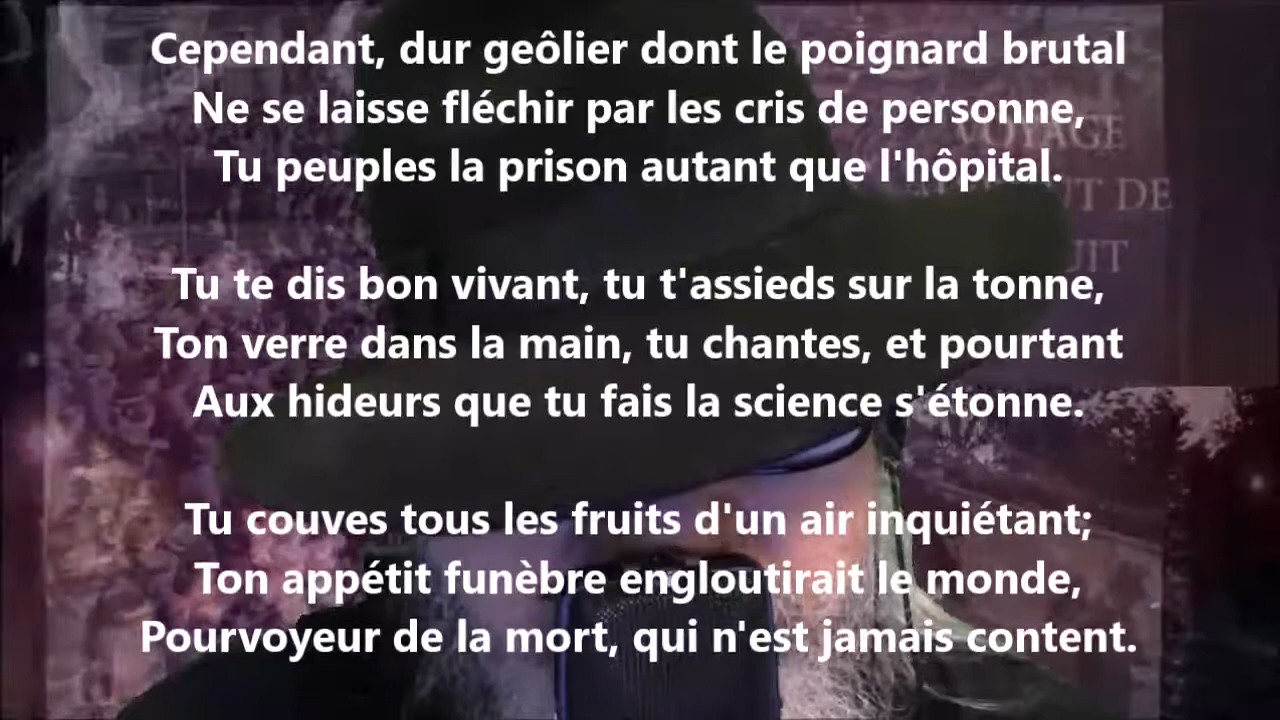 Cependant, dur geôlier dont le poignard brutal
Ne se laisse fléchir par les cris de personne,
Tu peuples la prison autant que l'hôpital.
Tu te dis bon vivant, tu t'assieds sur la tonne,
Ton verre dans la main, tu chantes, et pourtant
Aux hideurs que tu fais la science s'étonne.
Tu couves tous les fruits d'un air inquiétant;
Ton appétit funèbre engloutirait le monde,
Pourvoyeur de la mort, qui n'est jamais content.
VOYAGE
DE